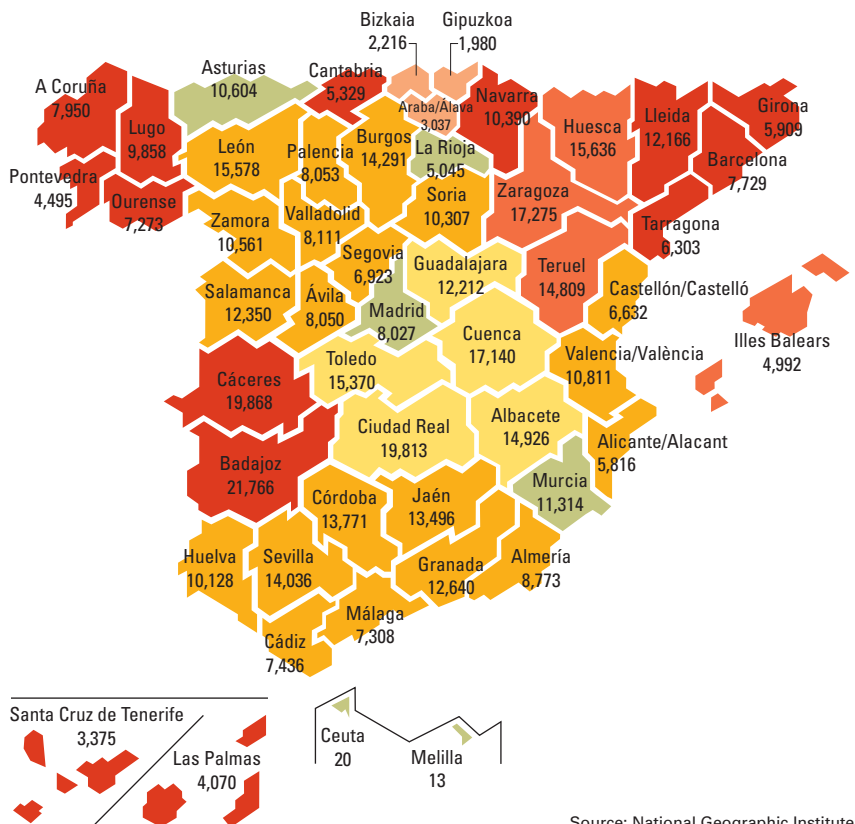 Bizkaia
2,216
Gipuzkoa
1,980
A Coruña
7,950
Lugo
9,858
Asturias
10,604
Cantabria
5,329
Araba/Álava
3,037
Navarra
10,390
Huesca
15,636
Lleida
12,166
Girona
5,909
Barcelona
7,729
Pontevedra
4,495
Ourense
7,273
León
15,578
Palencia
8,053
Burgos
14,291
La Rioja
5,045
Zaragoza
17,275
Tarragona
6,303
Zamora
10,561
Valladolid
8,111
Soria
10,307
Segovia
6,923
Guadalajara
12,212
Teruel
14,809
Castellón/Castelló
6,632
Salamanca
12,350
Ávila
8,050
Madrid
8,027
Cuenca
17,140
Valencia/València
10,811
Illes Balears
4,992
Toledo
15,370
Cáceres
19,868
Ciudad Real
19,813
Albacete
14,926
Alicante/Alacant
5,816
Badajoz
21,766
Córdoba
13,771
Jaén
13,496
Murcia
11,314
Huelva
10,128
Sevilla
14,036
Granada
12,640
Almería
8,773
Málaga
7,308
Cádiz
7,436
Santa Cruz de Tenerife
3,375
Las Palmas
4,070
Ceuta
20
Melilla
13
Source: National Geographic Institute